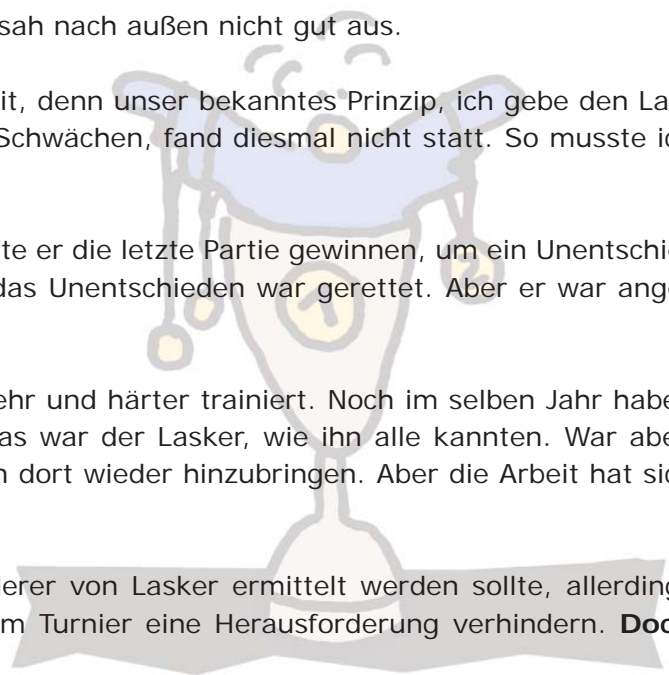 sah nach außen nicht gut aus.
it, denn unser bekanntes Prinzip, ich gebe den La
Schwächen, fand diesmal nicht statt. So musste ic
te er die letzte Partie gewinnen, um ein Unentschie
das Unentschieden war gerettet. Aber er war ang
ehr und härter trainiert. Noch im selben Jahr habe
as war der Lasker, wie ihn alle kannten. War abe
n dort wieder hinzubringen. Aber die Arbeit hat sic
derer von Lasker ermittelt werden sollte, allerding
m Turnier eine Herausforderung verhindern. Doc